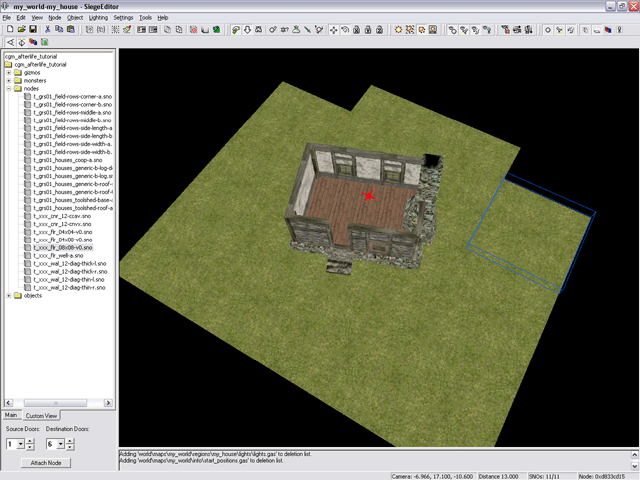 my_world-my_house - SiegeEditor
File Edit View Node Object Lighting Settings Tools Help
cgm_afterlife_tutorial
cgm_afterlife_tutorial
gizmos
monsters
nodes
t_grs01_field-rows-corner-a.sno
t_grs01_field-rows-corner-b.sno
t_grs01_field-rows-middle-a.sno
t_grs01_field-rows-middle-b.sno
t_grs01_field-rows-side-length-a
t_grs01_field-rows-side-length-b
t_grs01_field-rows-side-width-a.
t_grs01_field-rows-side-width-b.
t_grs01_houses_coop-a.sno
t_grs01_houses_generic-a-log-d
t_grs01_houses_generic-b-log.sn
t_grs01_houses_generic-b-roof-
t_grs01_houses_generic-b-roof-l
t_grs01_houses_toolshed-base-
t_grs01_houses_toolshed-roof-a
t_xxx_cnr_12-ccav.sno
t_xxx_cnr_12-cnvx.sno
t_xxx_flr_04x04-v0.sno
t_xxx_flr_04x08-v0.sno
t_xxx_flr_08x08-v0.sno
t_xxx_flr_well-a.sno
t_xxx_wal_12-diag-thick-l.sno
t_xxx_wal_12-diag-thick-r.sno
t_xxx_wal_12-diag-thin-l.sno
t_xxx_wal_12-diag-thin-r.sno
objects
Main Custom View
Source Doors: Destination Doors:
1 6
Attach Node
Adding 'world\maps\my_world\regions\my_house\lights\lights.gas' to deletion list.
Adding 'world\maps\my_world\info\start_positions.gas' to deletion list.
Camera: -6.966, 17.100, -10.600 Distance 13.000 SNOs: 11/11 Node: 0xd833cd15